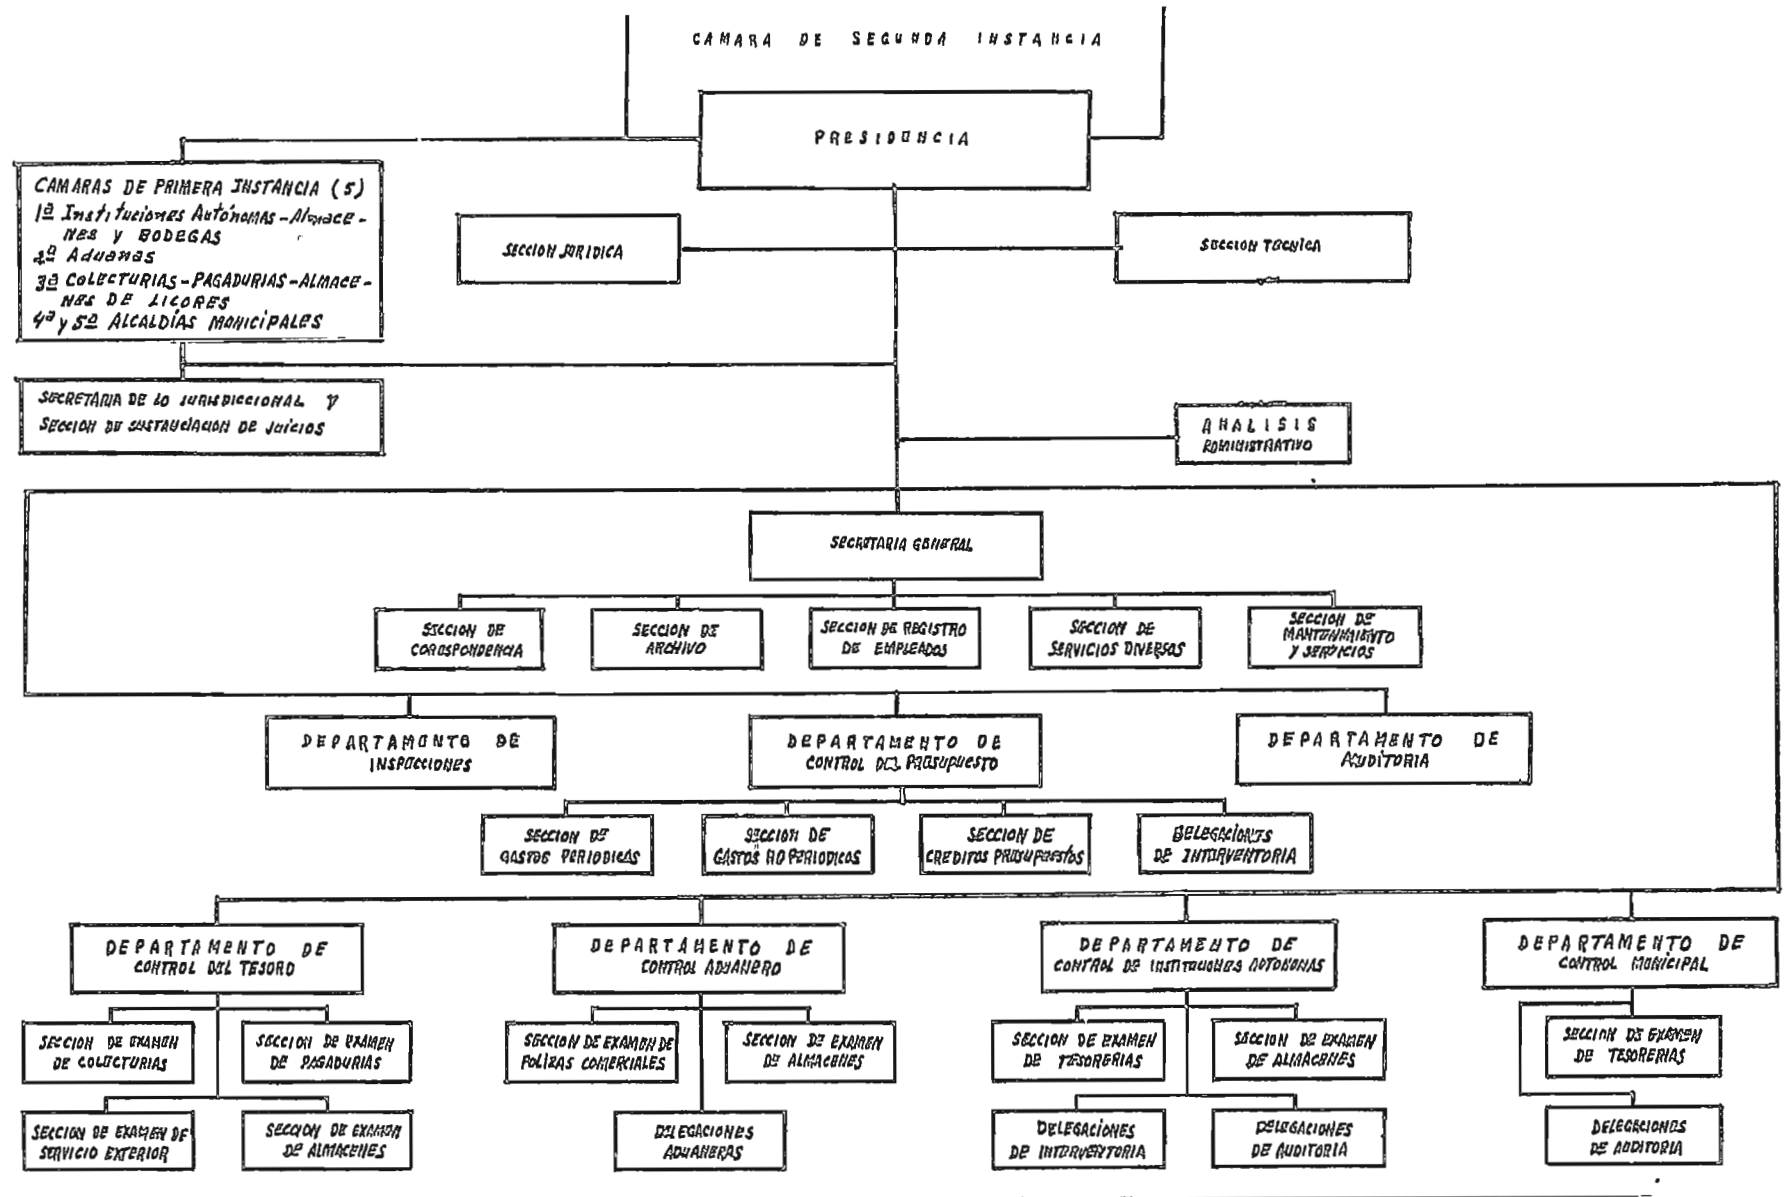 CAMARA DE SEGUNDA INSTANCIA
PRESIDENCIA
CAMARAS DE PRIMERA INSTANCIA (5)
1ª Instituciones Autónomas-Almace-
nes y BODEGAS
2ª Aduanas
3ª COLECTURIAS-PAGADURIAS-ALMACE-
NES DE LICORES
4ª y 5ª ALCALDÍAS MUNICIPALES
SECCION JURIDICA
SECCION TECNICA
SECRETARIA DE LO JURISDICCIONAL Y
SECCION DE SUSTANCIACION DE JUICIOS
ANALISIS
ADMINISTRATIVO
SECRETARIA GENERAL
SECCION DE
CORESPONDENCIA
SECCION DE
ARCHIVO
SECCION DE REGISTRO
DE EMPLEADOS
SECCION DE
SERVICIOS DIVERSOS
SECCION DE
MANTENIMIENTO
Y SERVICIOS
DEPARTAMENTO DE
INSPECCIONES
DEPARTAMENTO DE
CONTROL DEL PRESUPUESTO
DEPARTAMENTO DE
AUDITORIA
SECCION DE
GASTOS PERIODICAS
SECCION DE
GASTOS NO PERIODICOS
SECCION DE
CREDITOS PRESUPUESTOS
DELEGACIONES
DE INTERVENTORIA
DEPARTAMENTO DE
CONTROL DEL TESORO
DEPARTAMENTO DE
CONTROL ADUANERO
DEPARTAMENTO DE
CONTROL DE INSTITUCIONES AUTONOMAS
DEPARTAMENTO DE
CONTROL MUNICIPAL
SECCION DE EXAMEN
DE COLECTURIAS
SECCION DE EXAMEN
DE PAGADURIAS
SECCION DE EXAMEN DE
POLIZAS COMERCIALES
SECCION DE EXAMEN
DE ALMACENES
SECCION DE EXAMEN
DE TESORERIAS
SECCION DE EXAMEN
DE ALMACENES
SECCION DE EXAMEN
DE TESORERIAS
SECCION DE EXAMEN DE
SERVICIO EXTERIOR
SECCION DE EXAMEN
DE ALMACENES
DELEGACIONES
ADUANERAS
DELEGACIONES
DE INTERVENTORIA
DELEGACIONES
DE AUDITORIA
DELEGACIONES
DE AUDITORIA